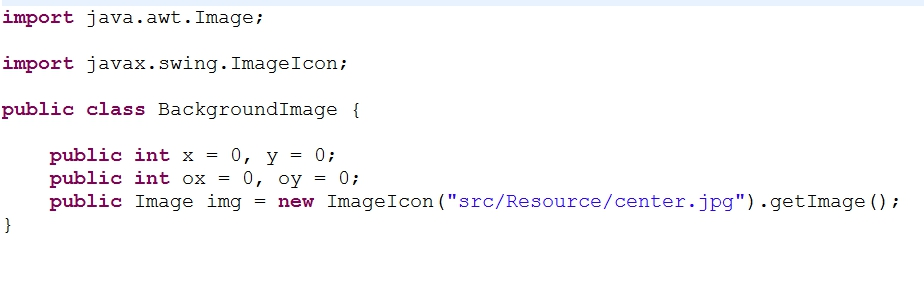 import java.awt.Image;
import javax.swing.ImageIcon;
public class BackgroundImage {
public int x = 0, y = 0;
public int ox = 0, oy = 0;
public Image img = new ImageIcon("src/Resource/center.jpg").getImage();
}